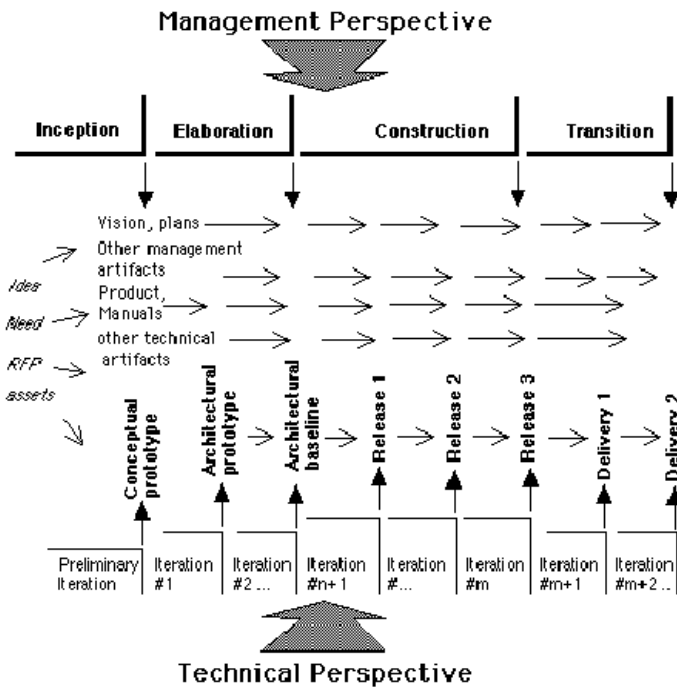 Management Perspective
Inception Elaboration Construction Transition
Vision, plans
Other management
artifacts
Idea
Product,
Manuals
Need
other technical
artifacts
RFP
assets
Conceptual
prototype
Architectural
prototype
Architectural
baseline
Release 1
Release 2
Release 3
Delivery 1
Delivery 2
Preliminary
Iteration
Iteration
#1
Iteration
#2 ...
Iteration
#n+1
Iteration
#...
Iteration
#m
Iteration
#m+1
Iteration
#m+2 ..
Technical Perspective